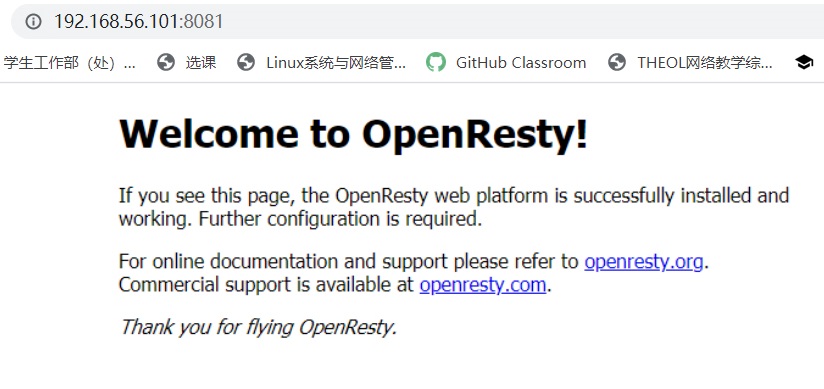 192.168.56.101:8081
学生工作部（处）... 选课 Linux系统与网络管... GitHub Classroom THEOL网络教学综...
Welcome to OpenResty!
If you see this page, the OpenResty web platform is successfully installed and
working. Further configuration is required.
For online documentation and support please refer to openresty.org.
Commercial support is available at openresty.com.
Thank you for flying OpenResty.